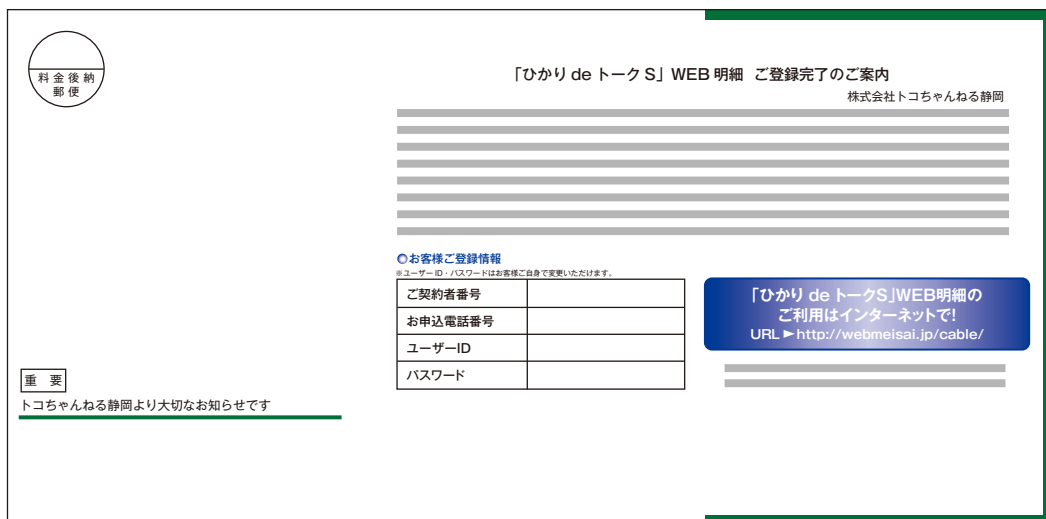 料金後納
郵便
「ひかり de トーク S」 WEB 明細 ご登録完了のご案内
株式会社トコちゃんねる静岡
お客様ご登録情報
※ユーザー ID・パスワードはお客様ご自身で変更いただけます。
ご契約者番号
お申込電話番号
ユーザーID
パスワード
「ひかり de トークS」WEB明細の
ご利用はインターネットで!
URL►http://webmeisai.jp/cable/
重 要
トコちゃんねる静岡より大切なお知らせです